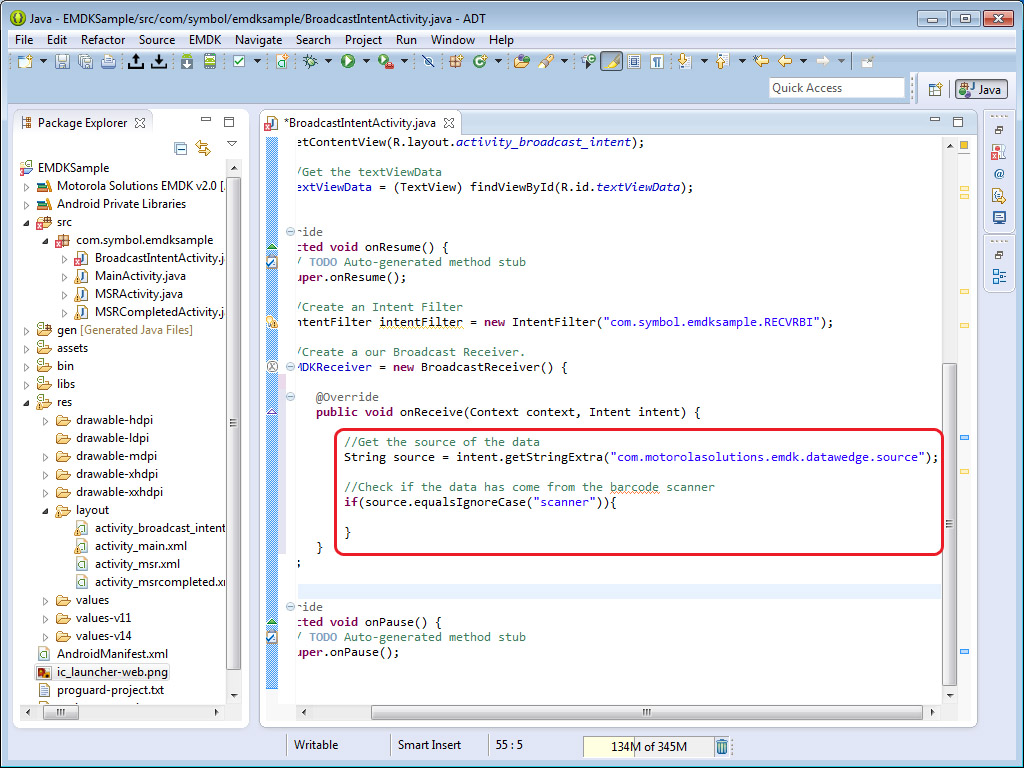 Java - EMDKSample/src/com/symbol/emdksample/BroadcastIntentActivity.java - ADT
File Edit Refactor Source EMDK Navigate Search Project Run Window Help
Quick Access
Java
Package Explorer
EMDKSample
Motorola Solutions EMDK v2.0 [
Android Private Libraries
src
com.symbol.emdksample
BroadcastIntentActivity.j
MainActivity.java
MSRActivity.java
MSRCompletedActivity.j
gen [Generated Java Files]
assets
bin
libs
res
drawable-hdpi
drawable-ldpi
drawable-mdpi
drawable-xhdpi
drawable-xxhdpi
layout
activity_broadcast_intent
activity_main.xml
activity_msr.xml
activity_msrcompleted.x
values
values-v11
values-v14
AndroidManifest.xml
ic_launcher-web.png
proguard-project.txt
*BroadcastIntentActivity.java
etContentView(R.layout.activity_broadcast_intent);
/Get the textViewData
extViewData = (TextView) findViewById(R.id.textViewData);
ride
cted void onResume() {
/ TODO Auto-generated method stub
uper.onResume();
/Create an Intent Filter
ntentFilter intentFilter = new IntentFilter("com.symbol.emdksample.RECVRBI");
/Create a our Broadcast Receiver.
MDKReceiver = new BroadcastReceiver() {
@Override
public void onReceive(Context context, Intent intent) {
//Get the source of the data
String source = intent.getStringExtra("com.motorolasolutions.emdk.datawedge.source");
//Check if the data has come from the barcode scanner
if(source.equalsIgnoreCase("scanner")){
}
}
;
ride
cted void onPause() {
/ TODO Auto-generated method stub
uper.onPause();
Writable
Smart Insert
55 : 5
134M of 345M